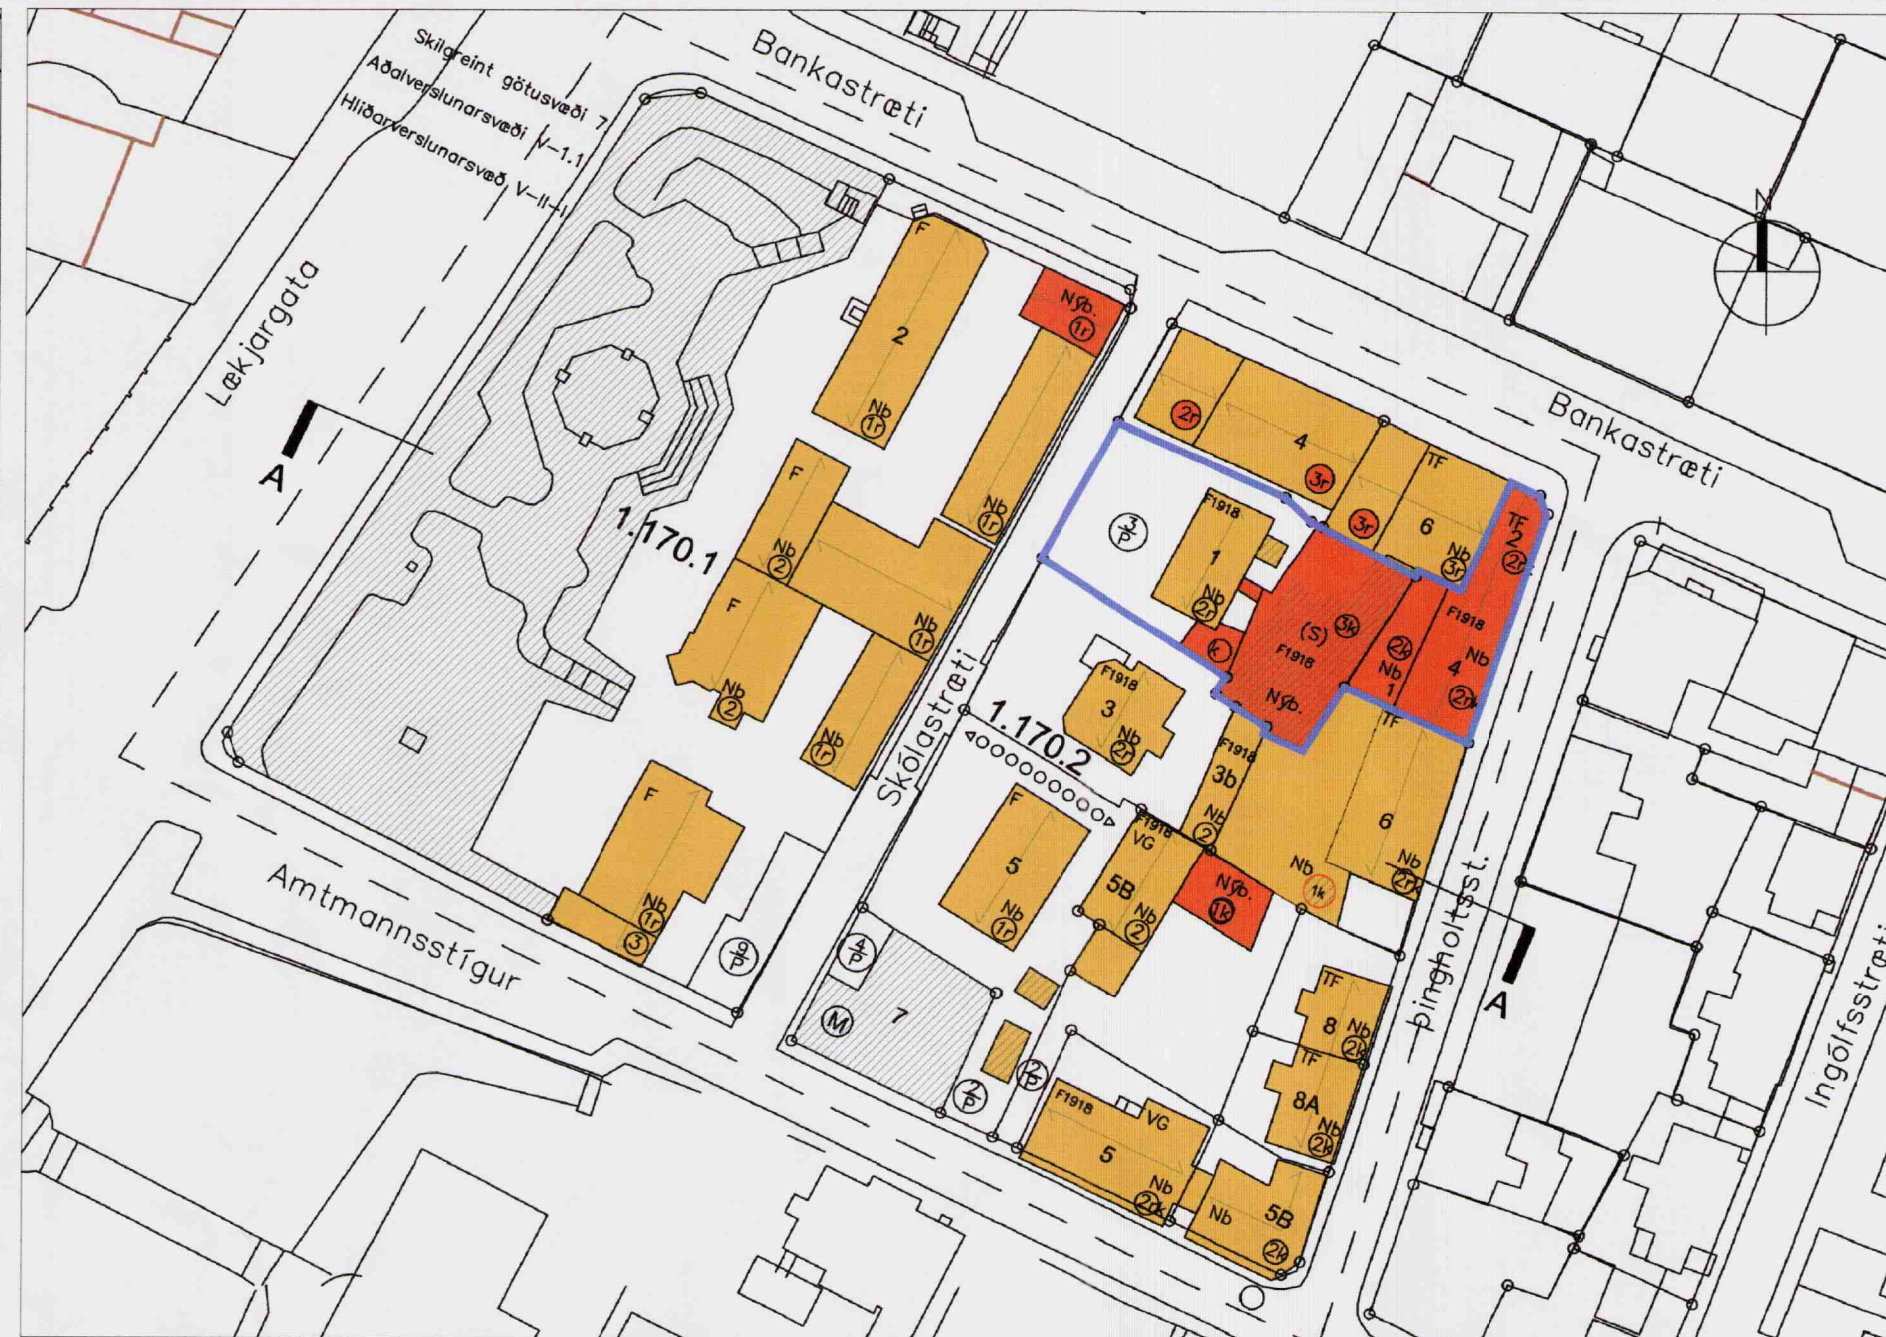 Skilgreint götusvæði 7
Aðalverslunarsvæði V-1.1
Hliðarverslunarsvæð V-II-I
Bankastræti
N
Lækjargata
A
F
2
Nb
1r
Nýb.
1r
Nb
1r
F
Nb
2
1.170.1
F
Nb
2
Nb
1r
Nb
1r
F
Nb
1r
3
9
P
Amtmannsstígur
Skólastræti
Bankastræti
2r
4
3r
3r
TF
6
Nb
3r
TF
2
2r
3
P
F1918
1
Nb
2r
k
(S)
3k
F1918
Nýb.
2k
Nb
1
F1918
4
Nb
2rk
F1918
3
Nb
2r
1.170.2
F1918
3b
Nb
2
TF
6
Nb
2rk
Nb
1k
F
5
Nb
1r
F1918
VG
5B
Nb
2
Nýb.
1k
4
P
M
7
2
P
2
P
TF
8
Nb
2k
TF
8A
Nb
2k
F1918
VG
5
Nb
2rk
Nb
5B
2k
Þingholtsst.
A
Ingólfsstræti